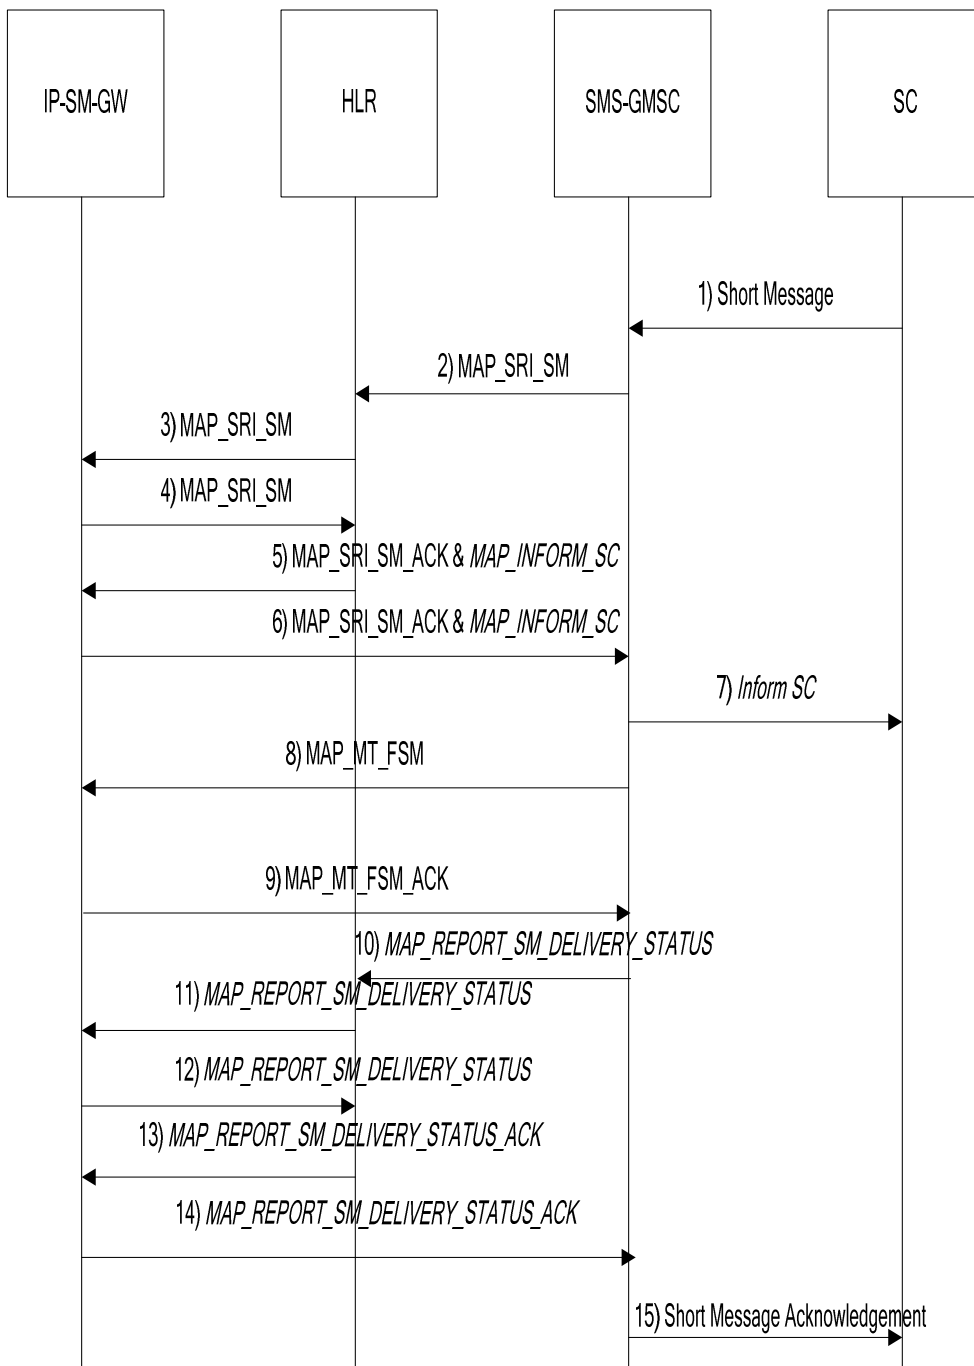 IP-SM-GW
HLR
SMS-GMSC
SC
1) Short Message
2) MAP_SRI_SM
3) MAP_SRI_SM
4) MAP_SRI_SM
5) MAP_SRI_SM_ACK & MAP_INFORM_SC
6) MAP_SRI_SM_ACK & MAP_INFORM_SC
7) Inform SC
8) MAP_MT_FSM
9) MAP_MT_FSM_ACK
10) MAP_REPORT_SM_DELIVERY_STATUS
11) MAP_REPORT_SM_DELIVERY_STATUS
12) MAP_REPORT_SM_DELIVERY_STATUS
13) MAP_REPORT_SM_DELIVERY_STATUS_ACK
14) MAP_REPORT_SM_DELIVERY_STATUS_ACK
15) Short Message Acknowledgement